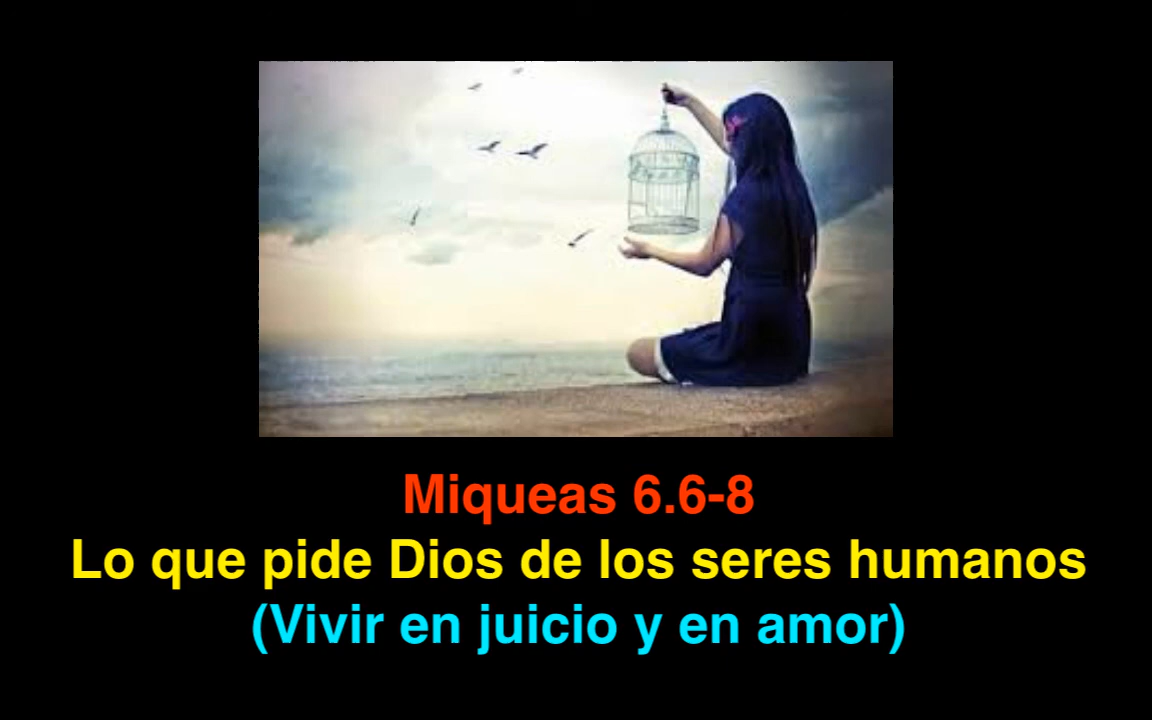 Miqueas 6.6-8
Lo que pide Dios de los seres humanos
(Vivir en juicio y en amor)